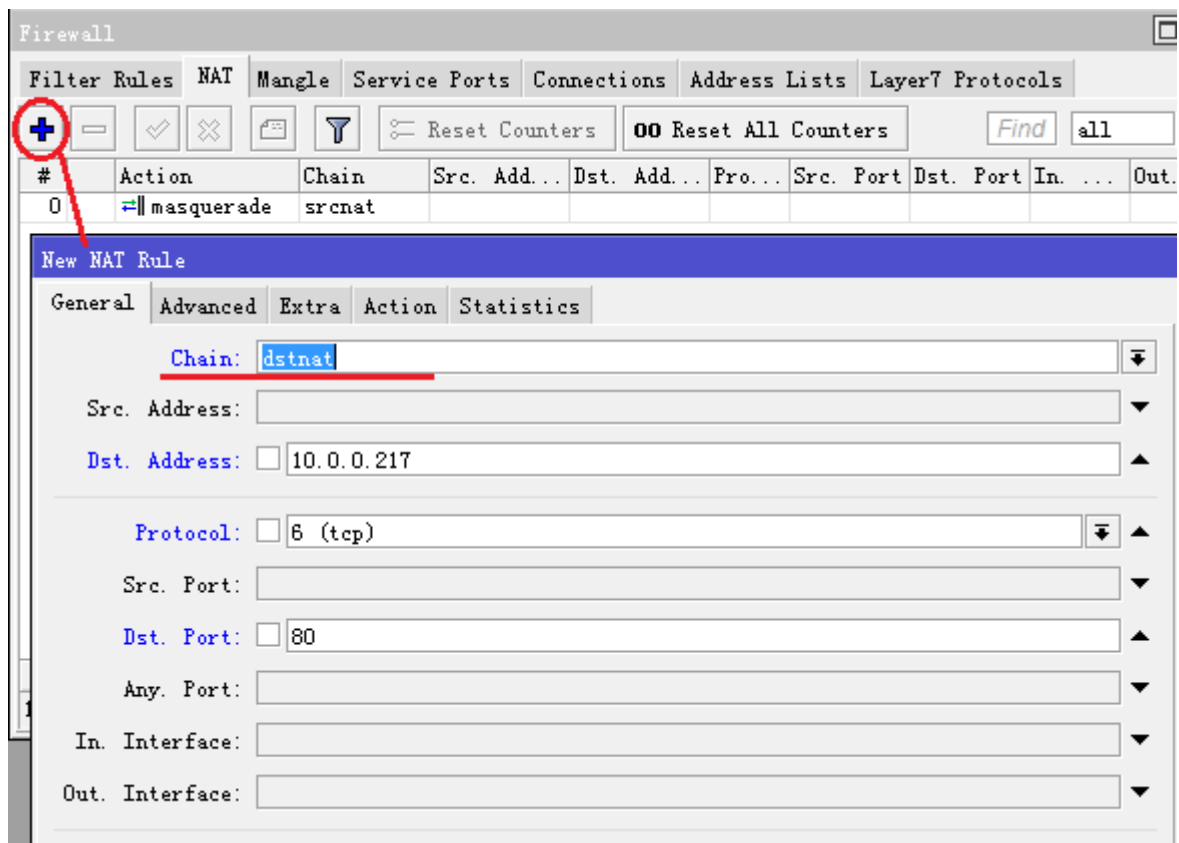 Firewall
Filter Rules NAT Mangle Service Ports Connections Address Lists Layer7 Protocols
Reset Counters 00 Reset All Counters Find all
# Action Chain Src. Add... Dst. Add... Pro... Src. Port Dst. Port In. ... Out.
0 masquerade srcnat
New NAT Rule
General Advanced Extra Action Statistics
Chain: dstnat
Src. Address:
Dst. Address: 10.0.0.217
Protocol: 6 (tcp)
Src. Port:
Dst. Port: 80
Any. Port:
In. Interface:
Out. Interface: